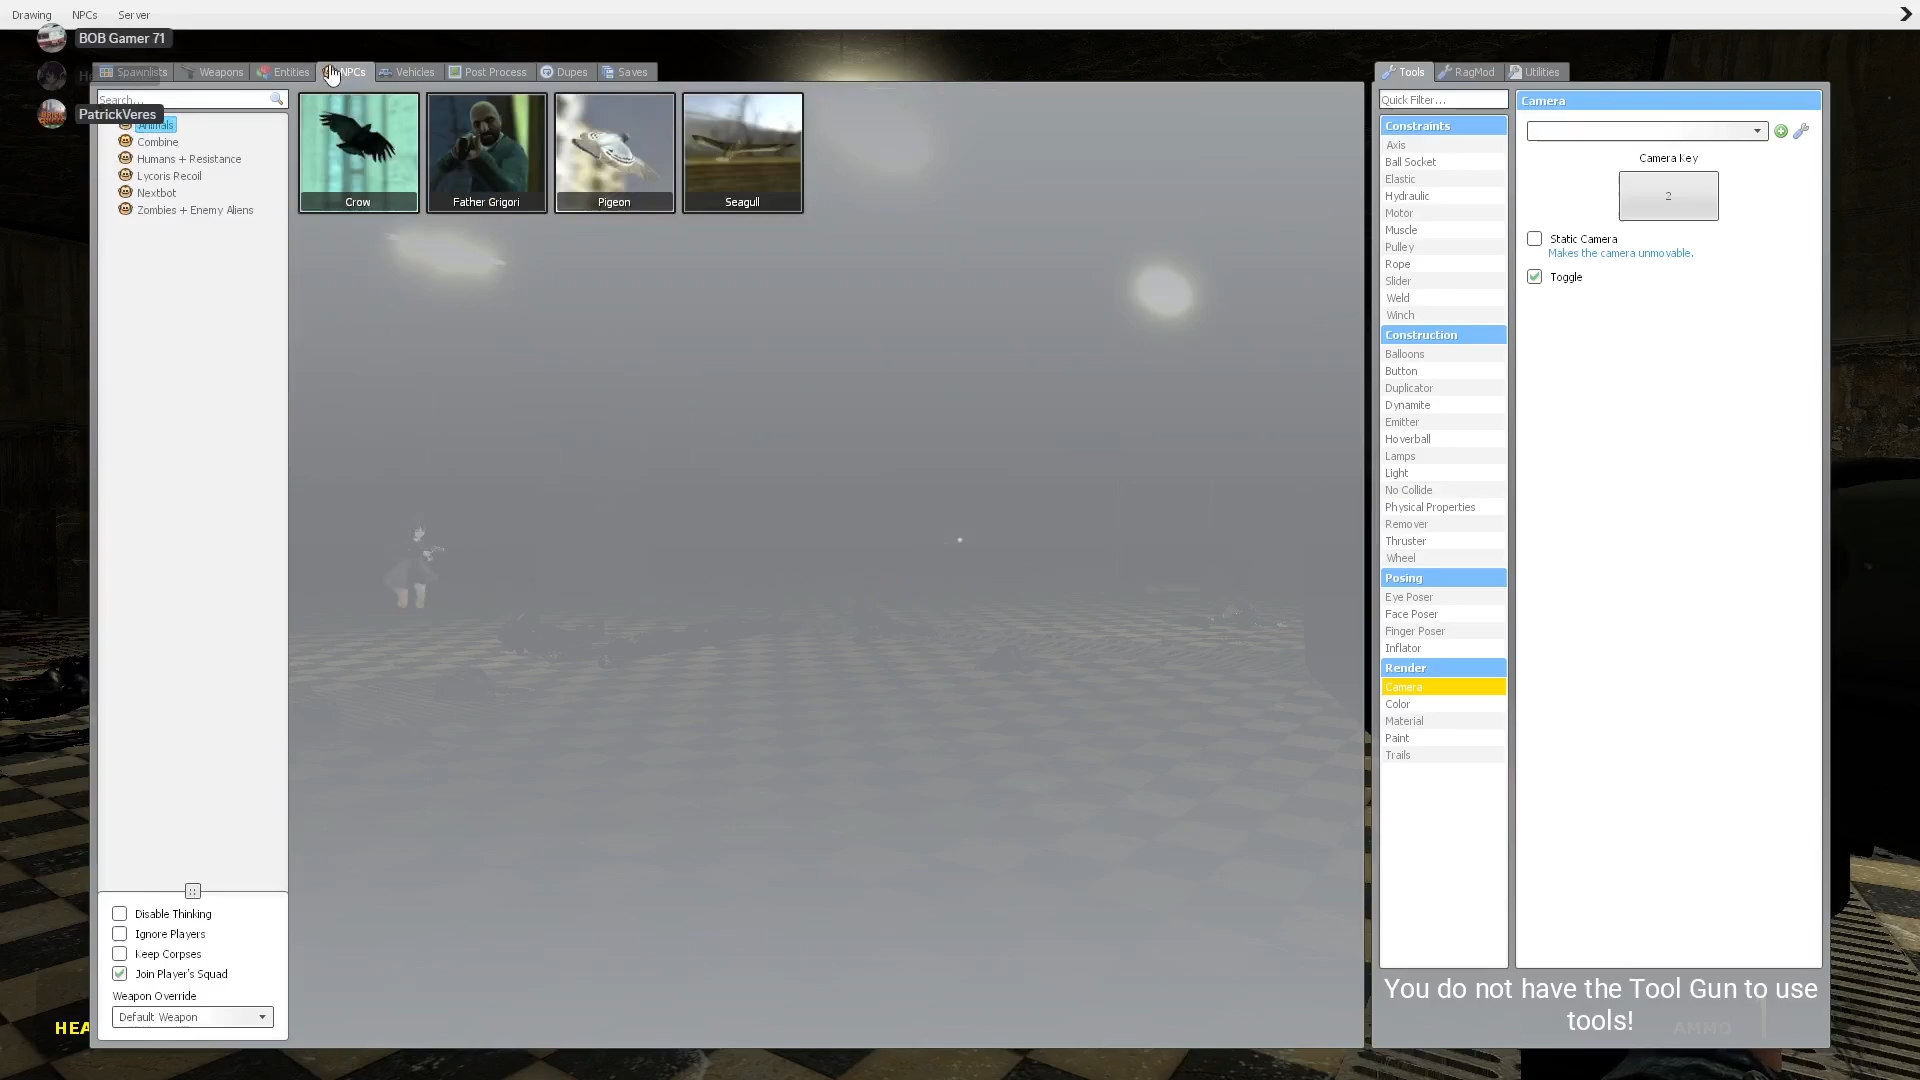 Drawing NPCs Server
BOB Gamer 71
Spawnlists Weapons Entities NPCs Vehicles Post Process Dupes Saves
Tools RagMod Utilities
Search...
PatrickVeres
Animals
Combine
Humans + Resistance
Lycoris Recoil
Nextbot
Zombies + Enemy Aliens
Crow
Father Grigori
Pigeon
Seagull
Disable Thinking
Ignore Players
Keep Corpses
Join Player's Squad
Weapon Override
Default Weapon
Quick Filter...
Constraints
Axis
Ball Socket
Elastic
Hydraulic
Motor
Muscle
Pulley
Rope
Slider
Weld
Winch
Construction
Balloons
Button
Duplicator
Dynamite
Emitter
Hoverball
Lamps
Light
No Collide
Physical Properties
Remover
Thruster
Wheel
Posing
Eye Poser
Face Poser
Finger Poser
Inflator
Render
Camera
Color
Material
Paint
Trails
Camera
Camera Key
2
Static Camera
Makes the camera unmovable.
Toggle
You do not have the Tool Gun to use
tools!
HEA
AMMO